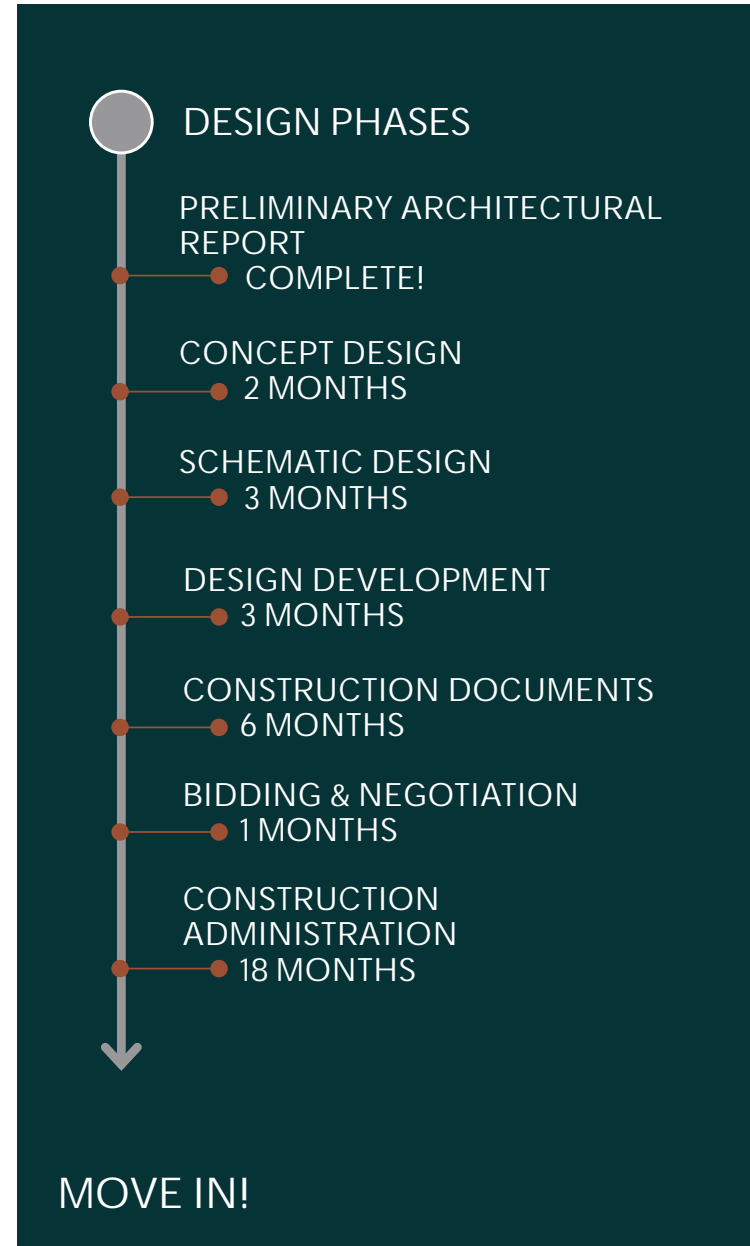 DESIGN PHASES
PRELIMINARY ARCHITECTURAL
REPORT
COMPLETE!
CONCEPT DESIGN
2 MONTHS
SCHEMATIC DESIGN
3 MONTHS
DESIGN DEVELOPMENT
3 MONTHS
CONSTRUCTION DOCUMENTS
6 MONTHS
BIDDING & NEGOTIATION
1 MONTHS
CONSTRUCTION
ADMINISTRATION
18 MONTHS
MOVE IN!